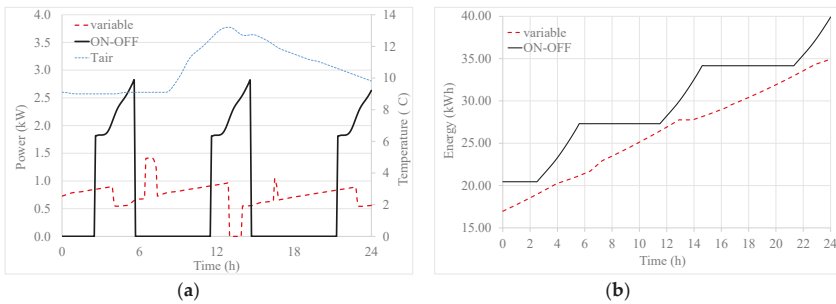 variable
ON-OFF
Tair
4.0
3.5
3.0
2.5
2.0
1.5
1.0
0.5
0.0
Power (kW)
14
12
10
8
6
4
2
0
Temperature ( C)
0
6
12
18
24
Time (h)
(a)
variable
ON-OFF
40.00
35.00
30.00
25.00
20.00
15.00
Energy (kWh)
0 2 4 6 8 10 12 14 16 18 20 22 24
Time (h)
(b)